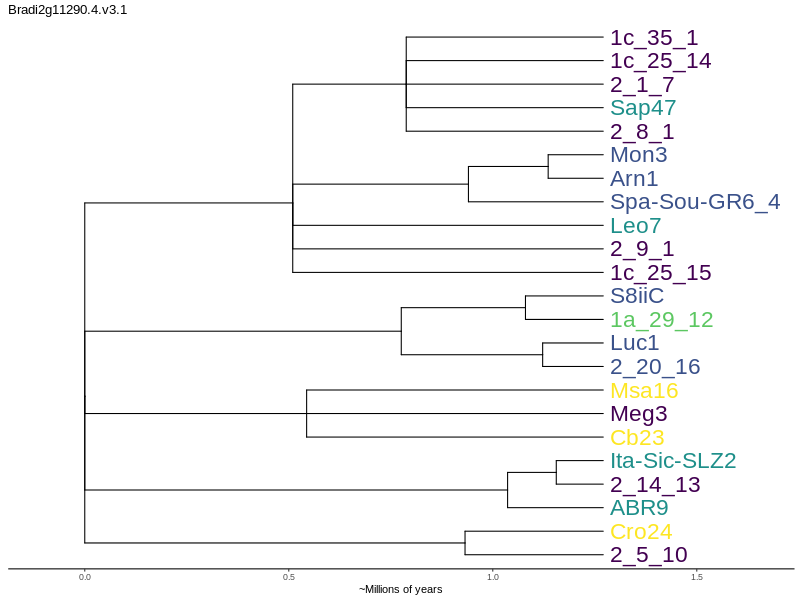 Bradi2g11290.4.v3.1
1c_35_1
1c_25_14
2_1_7
Sap47
2_8_1
Mon3
Arn1
Spa-Sou-GR6_4
Leo7
2_9_1
1c_25_15
S8iiC
1a_29_12
Luc1
2_20_16
Msa16
Meg3
Cb23
Ita-Sic-SLZ2
2_14_13
ABR9
Cro24
2_5_10
0.0 0.5 1.0 1.5
~Millions of years